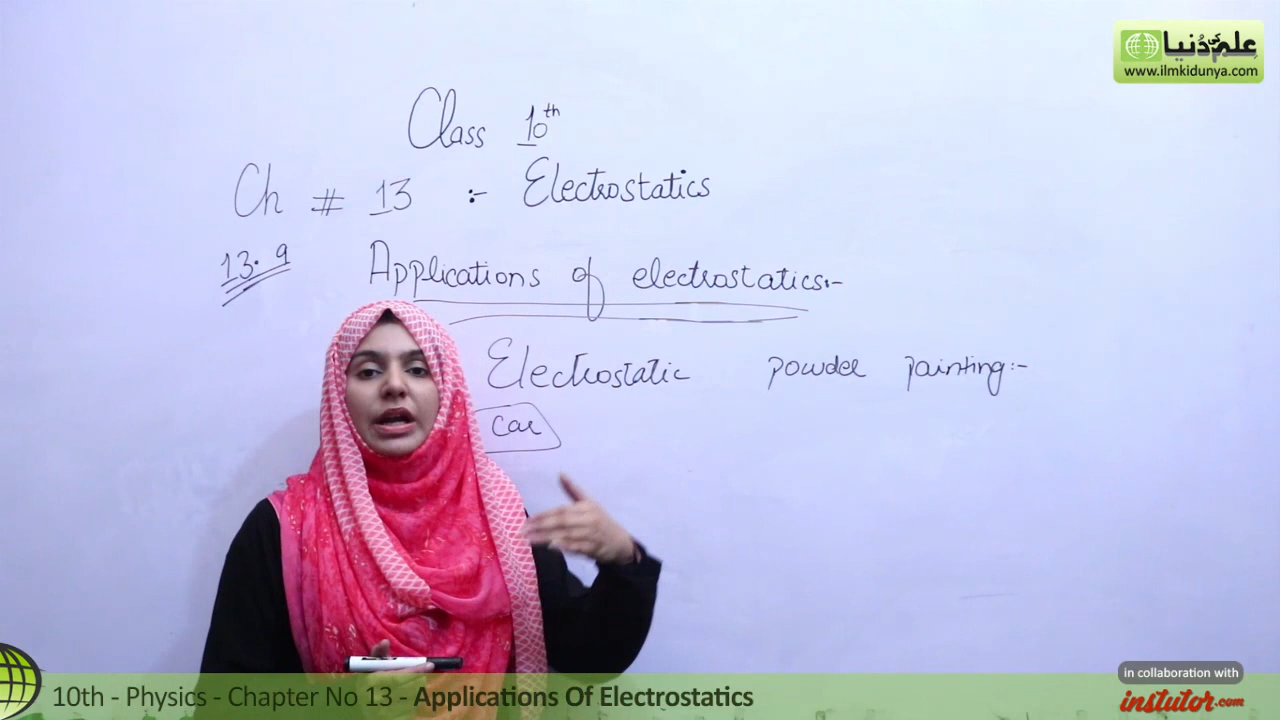 علم کی دنیا
www.ilmkidunya.com
Class 10th
Ch # 13 :- Electrostatics
13.9 Applications of electrostatics:-
Electrostatic powder painting:-
Car
in collaboration with
instutor.com
10th - Physics - Chapter No 13 - Applications Of Electrostatics